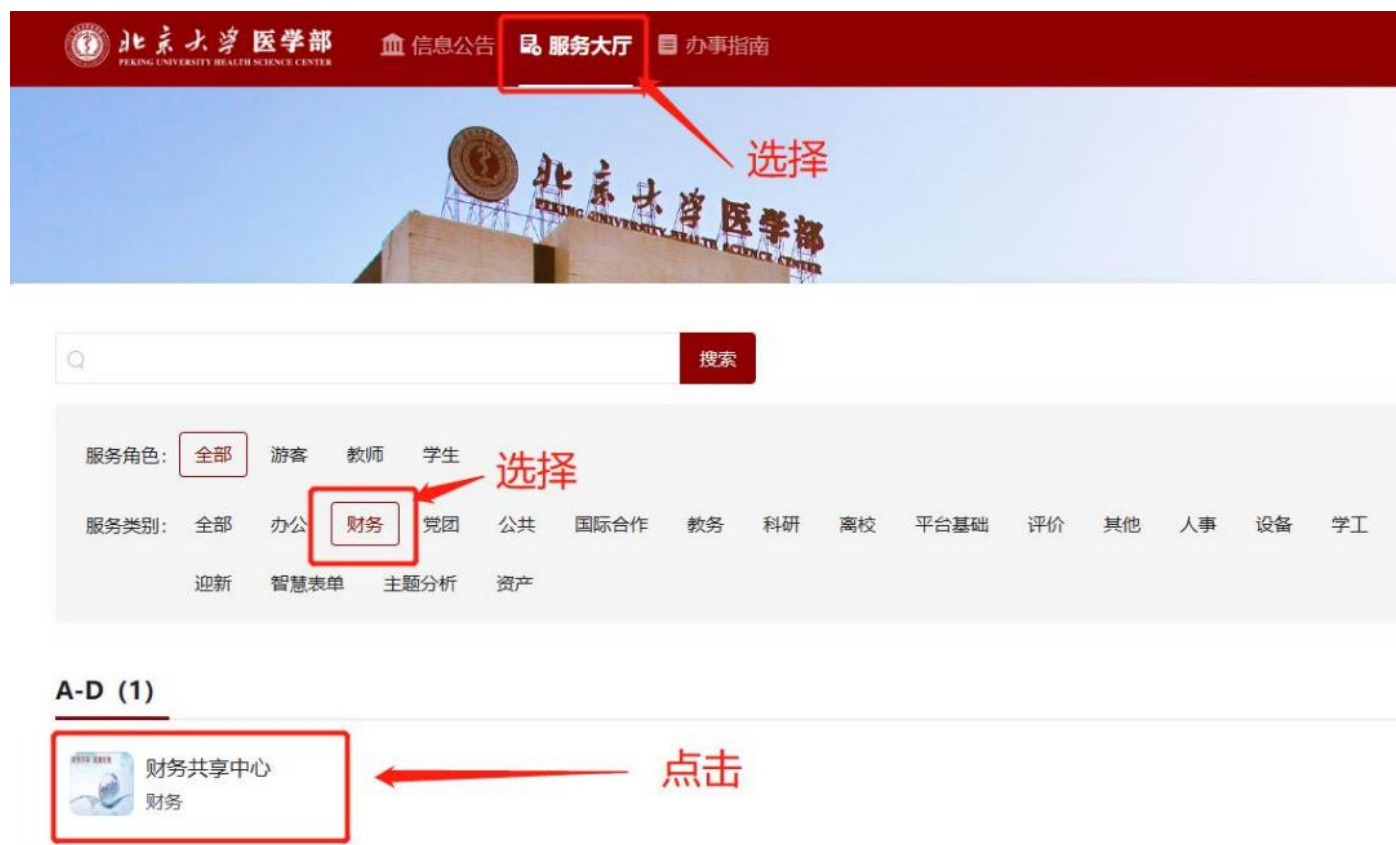 北京大学 医学部 信息公告 服务大厅 办事指南
PEKING UNIVERSITY HEALTH SCIENCE CENTER
选择
北京大学医学部
PEKING UNIVERSITY HEALTH SCIENCE CENTER
搜索
服务角色: 全部 游客 教师 学生
选择
服务类别: 全部 办公 财务 党团 公共 国际合作 教务 科研 离校 平台基础 评价 其他 人事 设备 学工
迎新 智慧表单 主题分析 资产
A-D (1)
财务共享中心
点击
财务